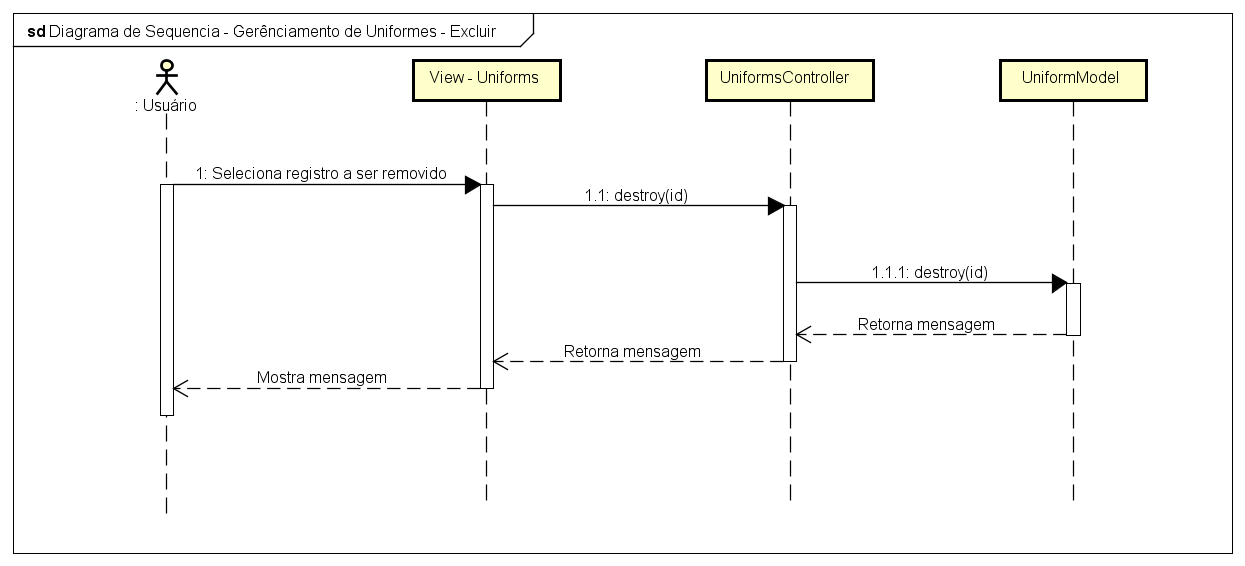 sd Diagrama de Sequencia - Gerênciamento de Uniformes - Excluir
: Usuário
View - Uniforms
UniformsController
UniformModel
1: Seleciona registro a ser removido
1.1: destroy(id)
1.1.1: destroy(id)
Retorna mensagem
Retorna mensagem
Mostra mensagem